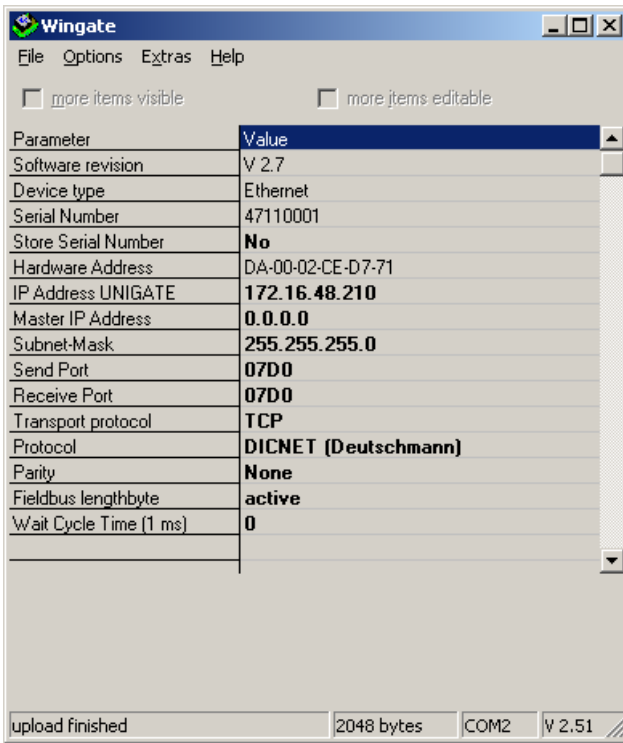 Wingate
File Options Extras Help
more items visible more items editable
Parameter Value
Software revision V 2.7
Device type Ethernet
Serial Number 47110001
Store Serial Number No
Hardware Address DA-00-02-CE-D7-71
IP Address UNIGATE 172.16.48.210
Master IP Address 0.0.0.0
Subnet-Mask 255.255.255.0
Send Port 07D0
Receive Port 07D0
Transport protocol TCP
Protocol DICNET (Deutschmann)
Parity None
Fieldbus lengthbyte active
Wait Cycle Time (1 ms) 0
upload finished 2048 bytes COM2 V 2.51